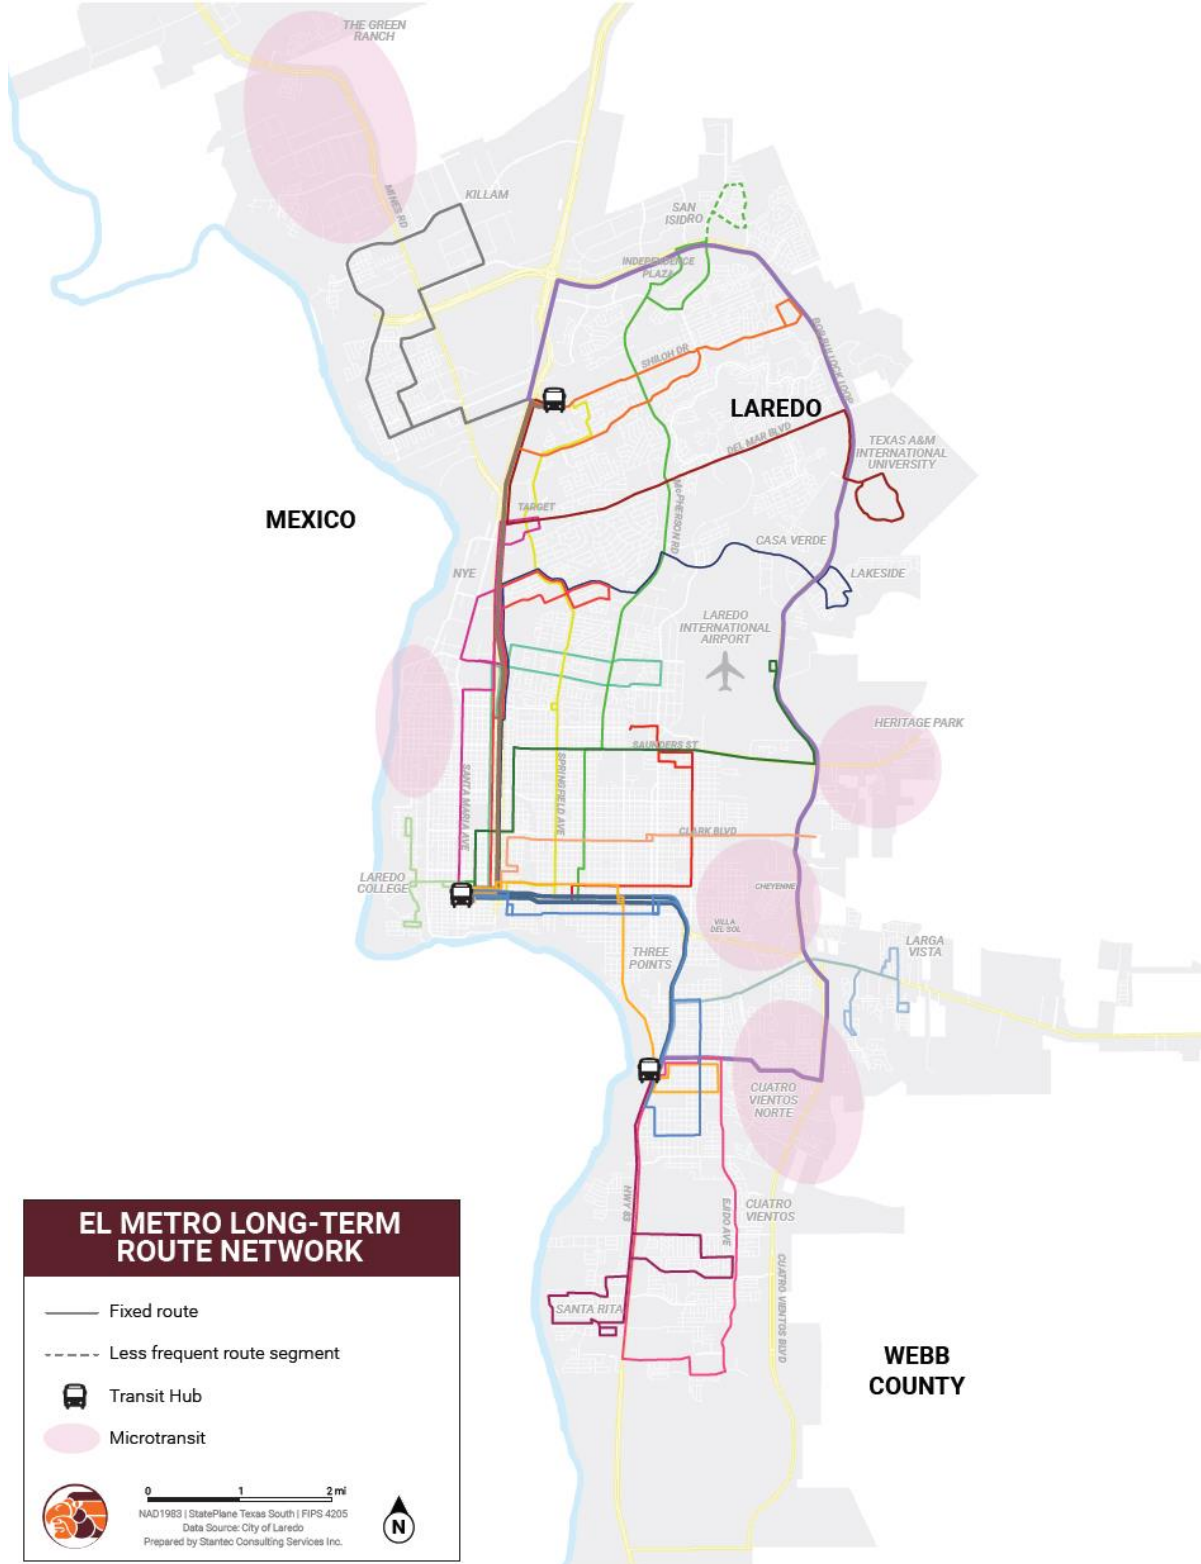 THE GREEN
RANCH
KILLAM
MINES RD
SAN
ISIDRO
INDEPENDENCE
PLAZA
SHILOH DR
BOB BULLOCK LOOP
LAREDO
DEL MAR BLVD
TEXAS A&M
INTERNATIONAL
UNIVERSITY
MEXICO
TARGET
McPHERSON RD
CASA VERDE
NYE
LAKESIDE
LAREDO
INTERNATIONAL
AIRPORT
HERITAGE PARK
SAUNDERS ST
SANTA MARIA AVE
SPRINGFIELD AVE
CLARK BLVD
LAREDO
COLLEGE
CHEYENNE
VILLA
DEL SOL
THREE
POINTS
LARGA
VISTA
CUATRO
VIENTOS
NORTE
HWY 83
EJIDO AVE
CUATRO
VIENTOS
CUATRO VIENTOS BLVD
SANTA RITA
WEBB
COUNTY
EL METRO LONG-TERM
ROUTE NETWORK
Fixed route
Less frequent route segment
Transit Hub
Microtransit
0 1 2 mi
NAD1983 | StatePlane Texas South | FIPS 4205
Data Source: City of Laredo
Prepared by Stantec Consulting Services Inc.
N